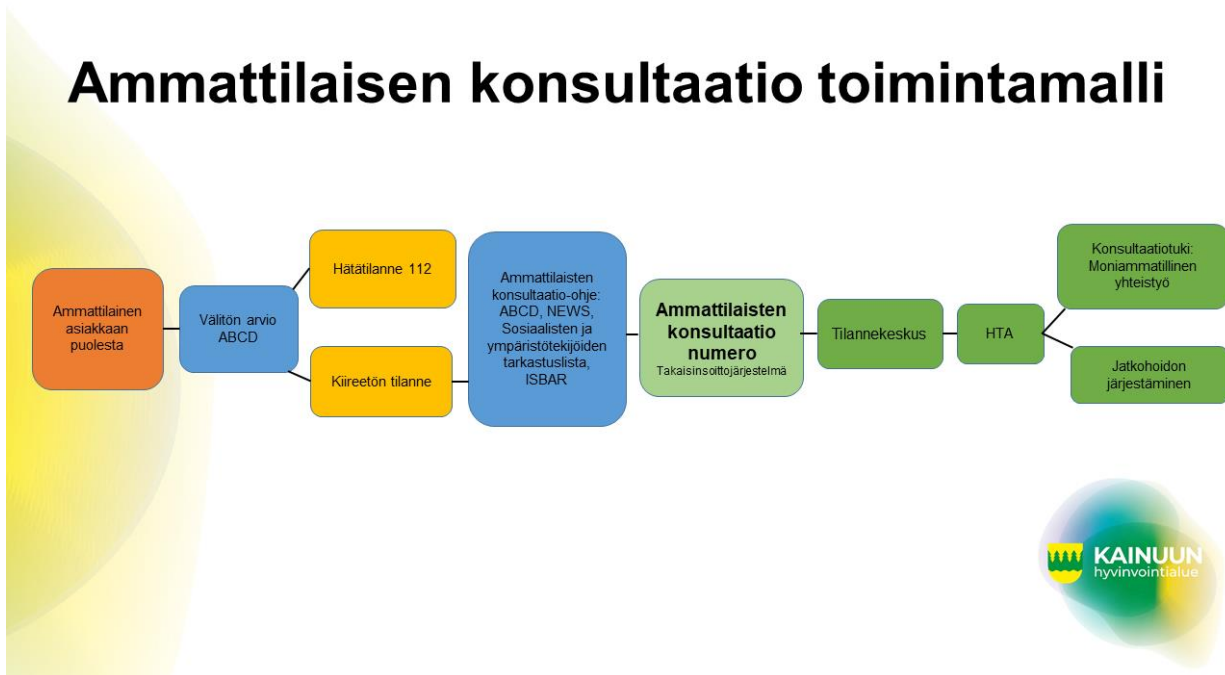 Ammattilaisen konsultaatio toimintamalli
Ammattilainen
asiakkaan
puolesta
Välitön arvio
ABCD
Hätätilanne 112
Kiireetön tilanne
Ammattilaisten
konsultaatio-ohje:
ABCD, NEWS,
Sosiaalisten ja
ympäristötekijöiden
tarkastuslista,
ISBAR
Ammattilaisten
konsultaatio
numero
Takaisinsoittojärjestelmä
Tilannekeskus
HTA
Konsultaatiotuki:
Moniammatillinen
yhteistyö
Jatkohoidon
järjestäminen
KAINUUN
hyvinvointialue